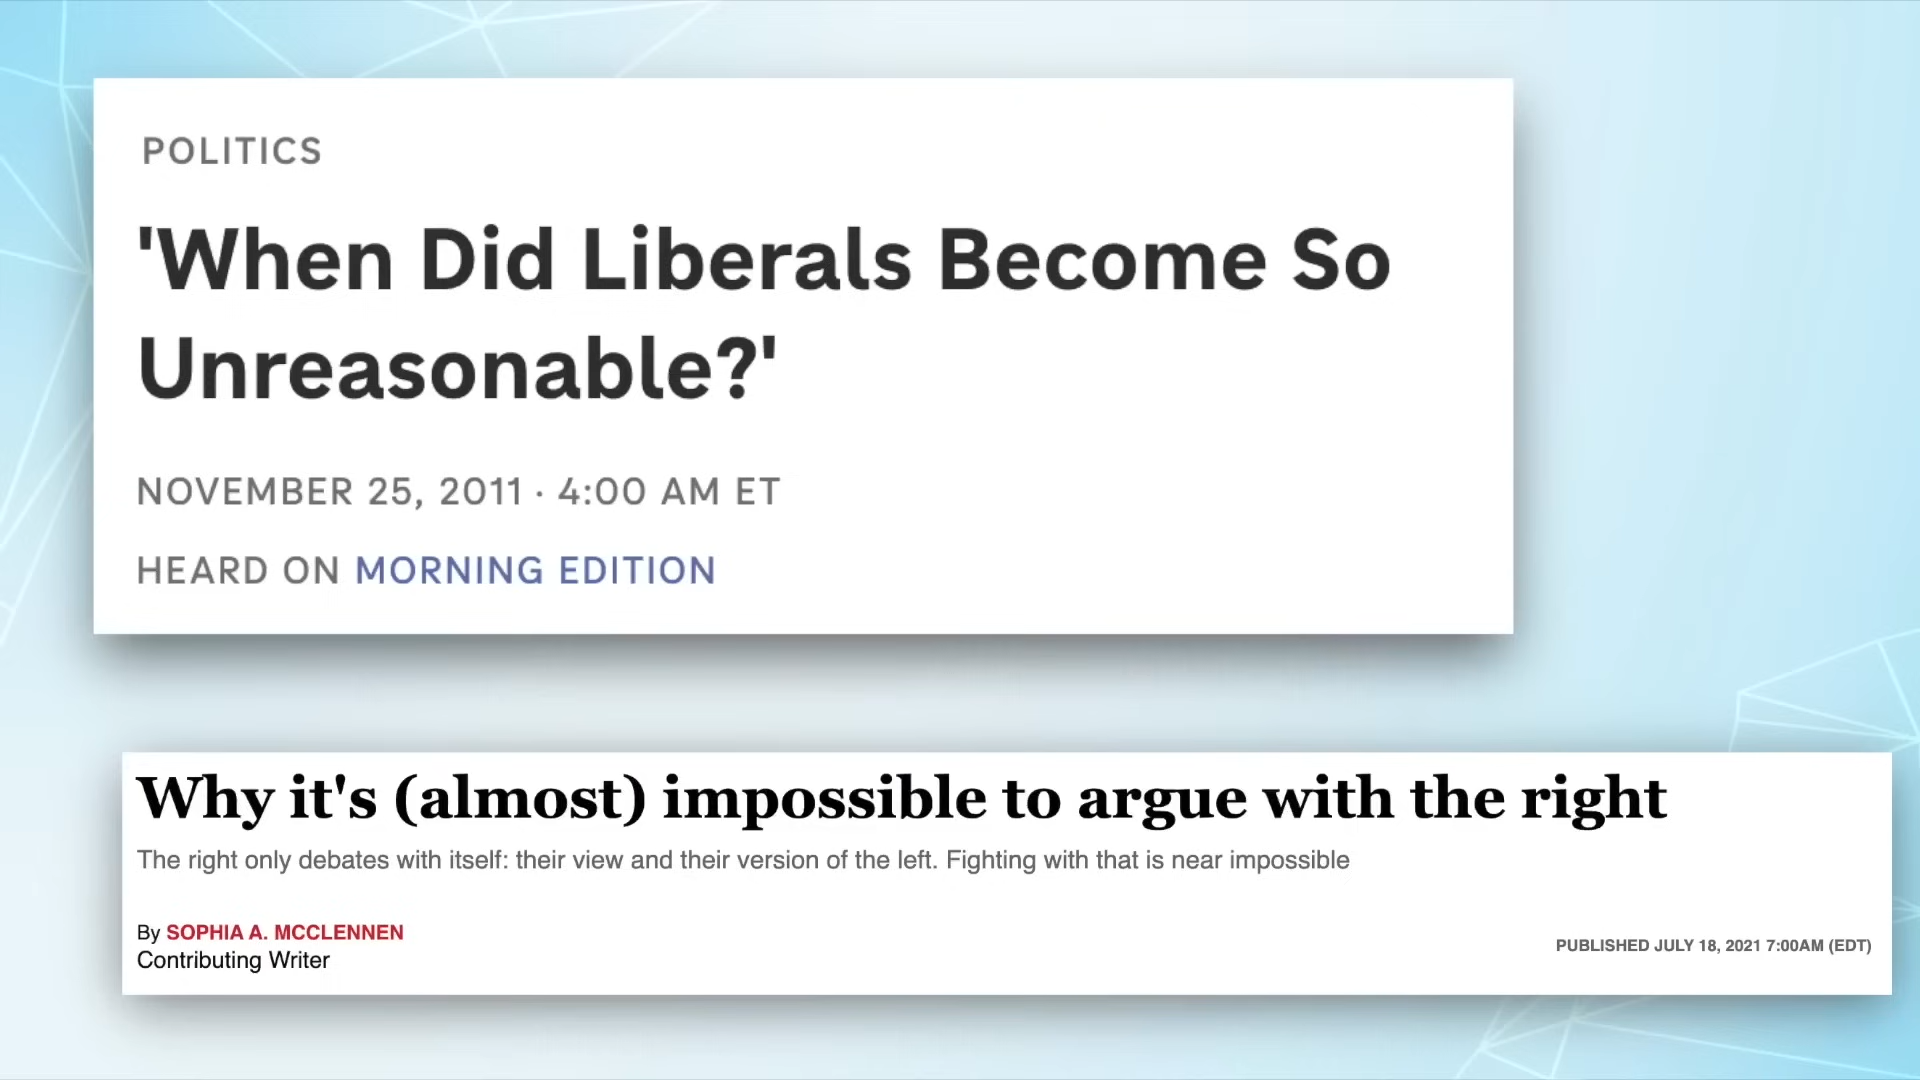 POLITICS
'When Did Liberals Become So
Unreasonable?'
NOVEMBER 25, 2011 · 4:00 AM ET
HEARD ON MORNING EDITION
Why it's (almost) impossible to argue with the right
The right only debates with itself: their view and their version of the left. Fighting with that is near impossible
By SOPHIA A. MCCLENNEN
Contributing Writer
PUBLISHED JULY 18, 2021 7:00AM (EDT)